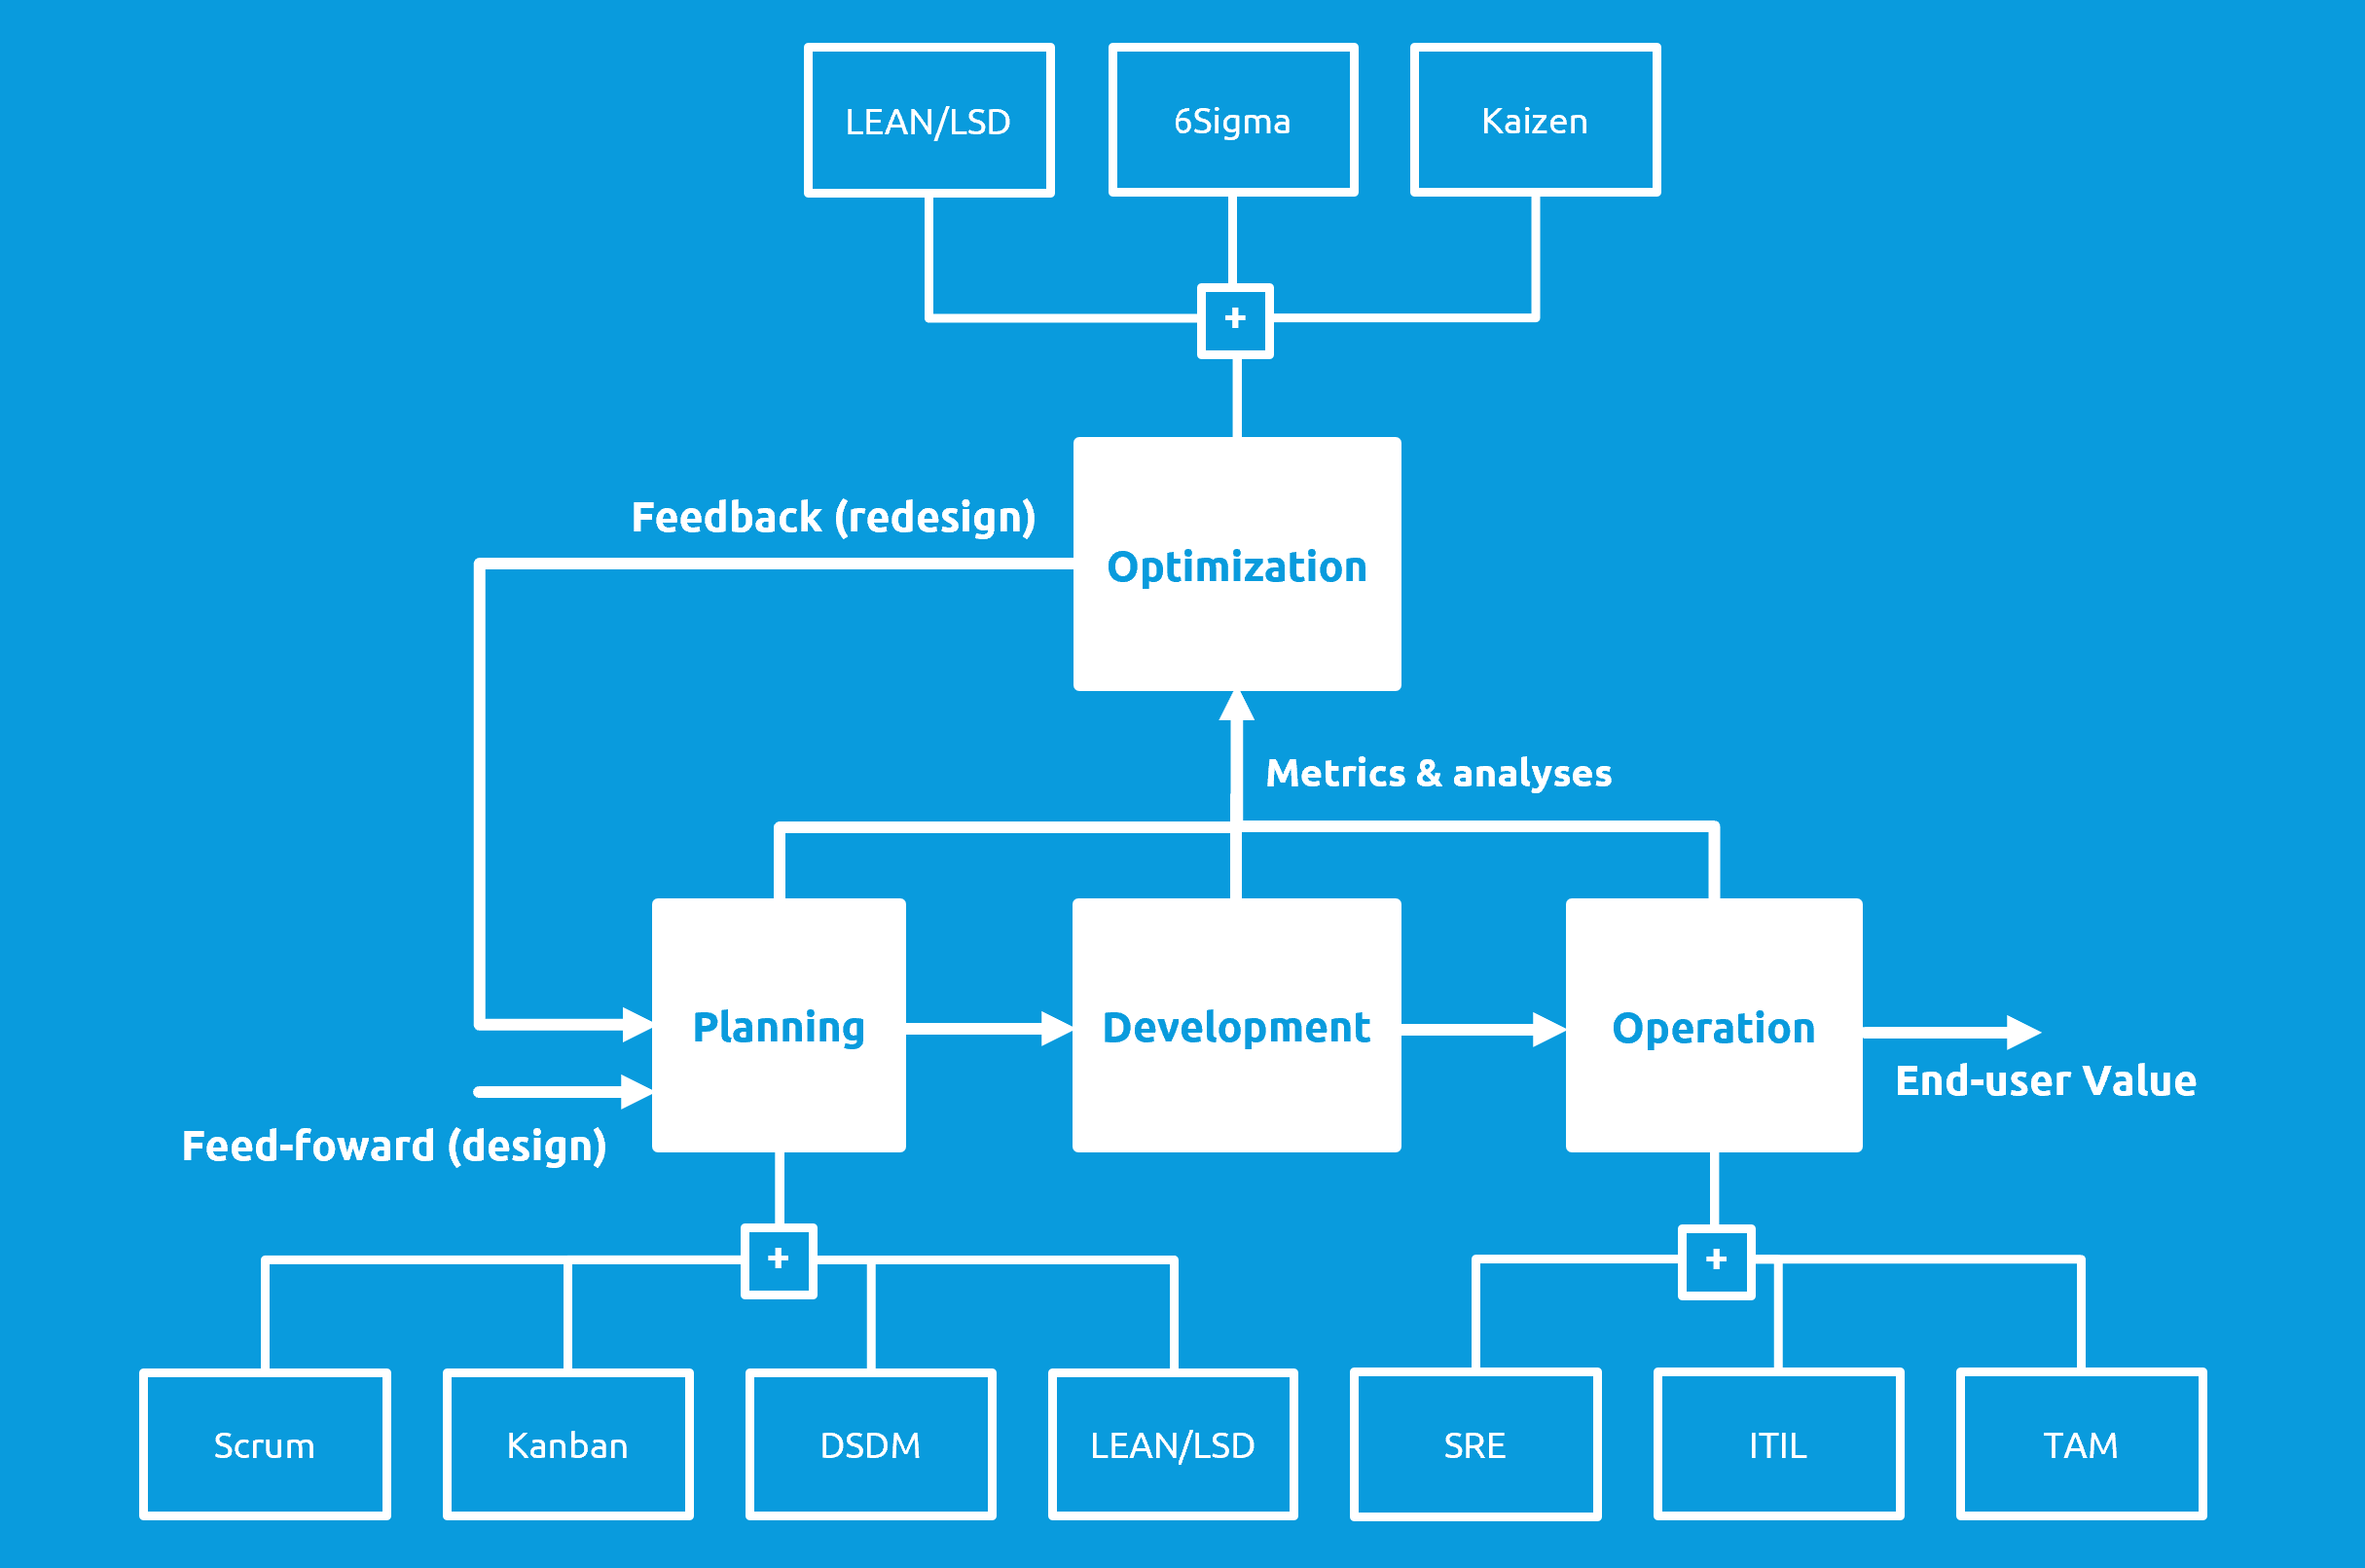 LEAN/LSD
6Sigma
Kaizen
+
Feedback (redesign)
Optimization
Metrics & analyses
Planning
Development
Operation
End-user Value
Feed-foward (design)
+
+
Scrum
Kanban
DSDM
LEAN/LSD
SRE
ITIL
TAM